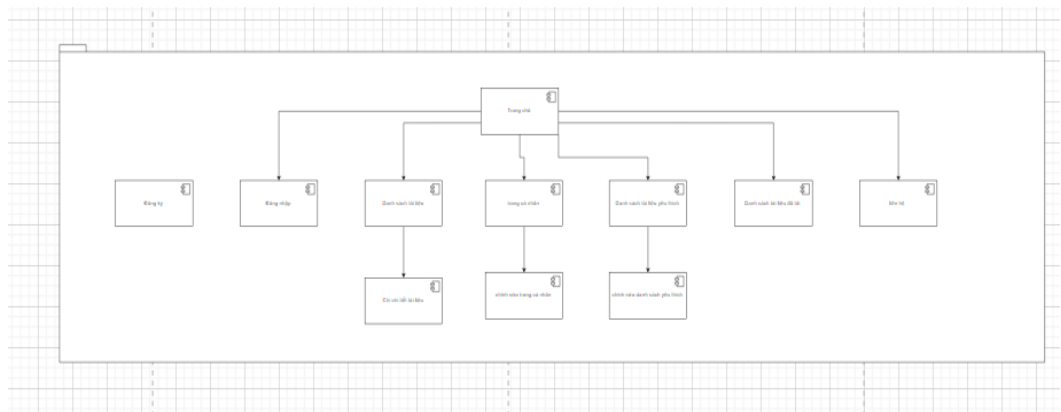 Trang chủ
Đăng ký
Đăng nhập
Danh sách tài liệu
trang cá nhân
Danh sách tài liệu yêu thích
Danh sách tài liệu đã tải
liên hệ
chi tiết tài liệu
chỉnh sửa trang cá nhân
chỉnh sửa danh sách yêu thích